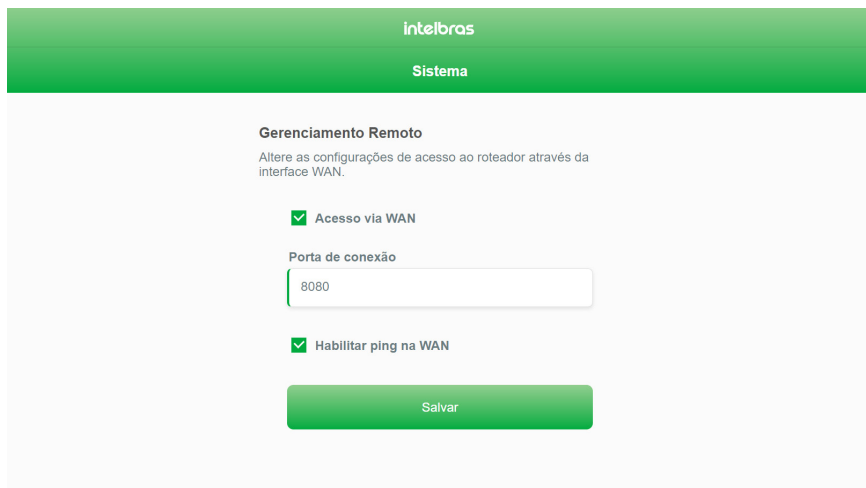 intelbras
Sistema
Gerenciamento Remoto
Altere as configurações de acesso ao roteador através da
interface WAN.
Acesso via WAN
Porta de conexão
8080
Habilitar ping na WAN
Salvar